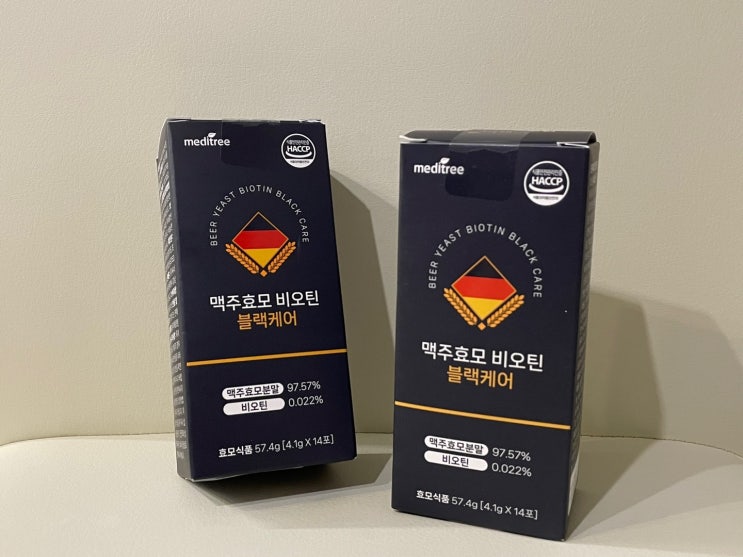 meditree
HACCP
BEER YEAST BIOTIN BLACK CARE
맥주효모 비오틴
블랙케어
맥주효모분말 97.57%
비오틴 0.022%
효모식품 57.4g [4.1g X 14포]
meditree
HACCP
BEER YEAST BIOTIN BLACK CARE
맥주효모 비오틴
블랙케어
맥주효모분말 97.57%
비오틴 0.022%
효모식품 57.4g [4.1g X 14포]